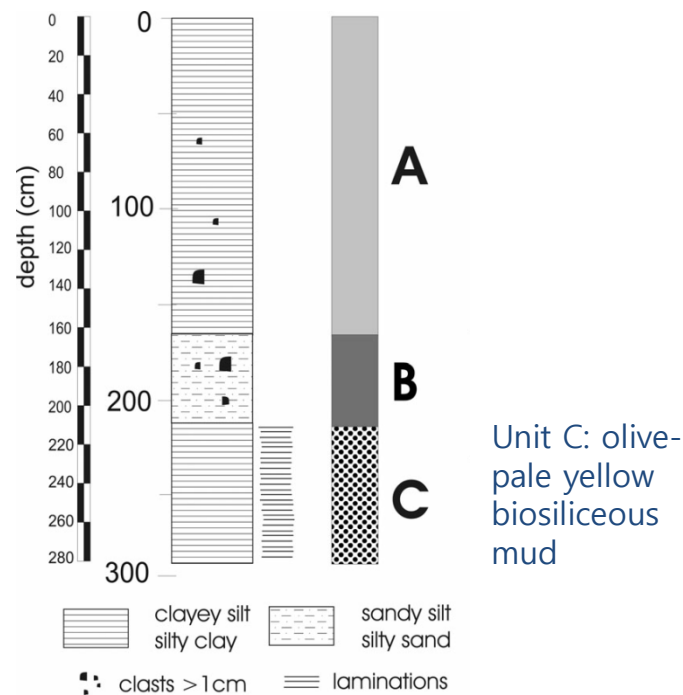 depth (cm)
0
20
40
60
80
100
120
140
160
180
200
220
240
260
280
0
100
200
300
A
B
C
Unit C: olive-
pale yellow
biosiliceous
mud
clayey silt
silty clay
sandy silt
silty sand
clasts >1cm
laminations